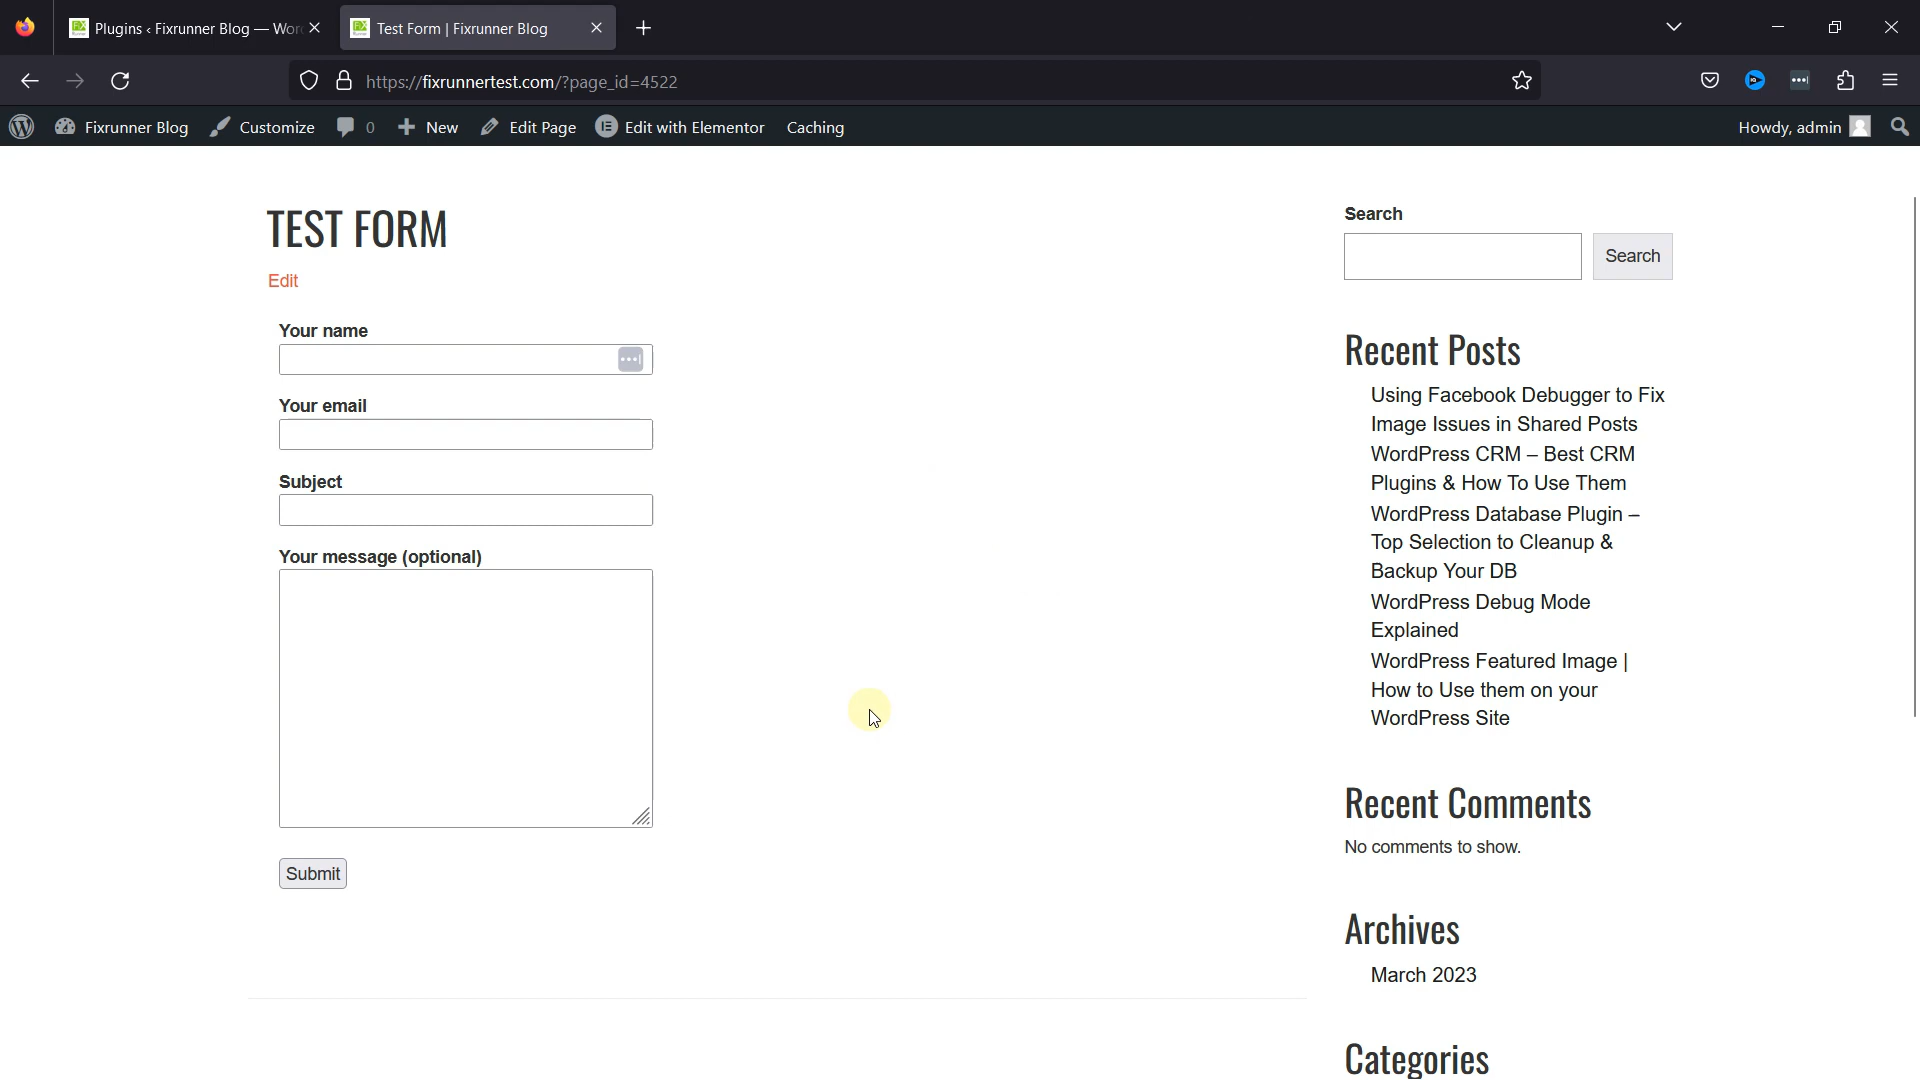 Plugins ‹ Fixrunner Blog — Wor
Test Form | Fixrunner Blog
https://fixrunnertest.com/?page_id=4522
Fixrunner Blog
Customize
0
New
Edit Page
Edit with Elementor
Caching
Howdy, admin
TEST FORM
Edit
Your name
Your email
Subject
Your message (optional)
Submit
Search
Search
Recent Posts
Using Facebook Debugger to Fix
Image Issues in Shared Posts
WordPress CRM – Best CRM
Plugins & How To Use Them
WordPress Database Plugin –
Top Selection to Cleanup &
Backup Your DB
WordPress Debug Mode
Explained
WordPress Featured Image |
How to Use them on your
WordPress Site
Recent Comments
No comments to show.
Archives
March 2023
Categories